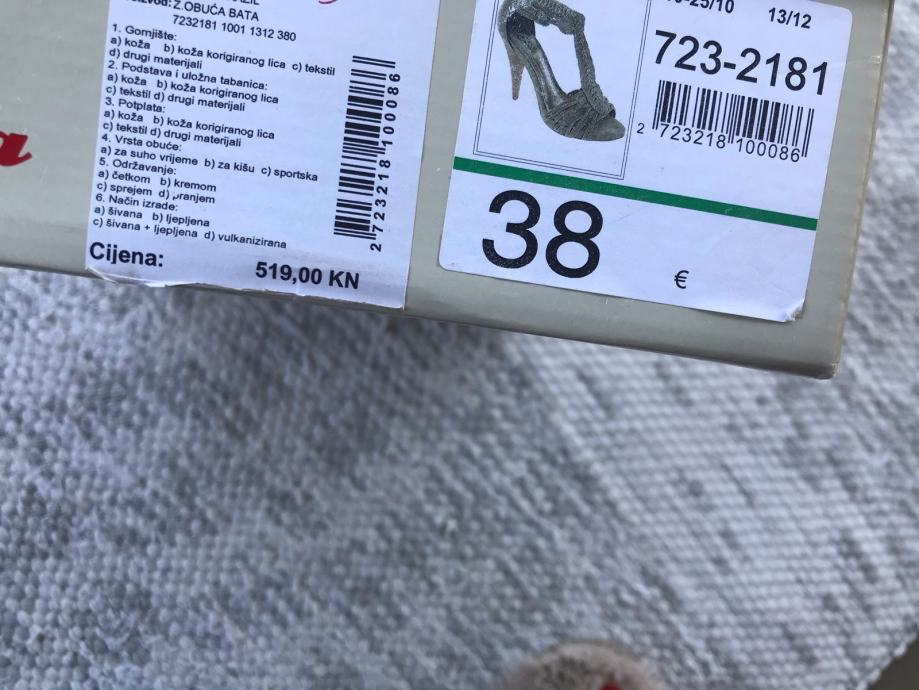 Z.OBUĆA BATA
7232181 1001 1312 380
1. Gornjište:
a) koža b) koža korigiranog lica c) tekstil
d) drugi materijali
2. Podstava i uložna tabanica:
a) koža b) koža korigiranog lica
c) tekstil d) drugi materijali
3. Potplata:
a) koža b) koža korigiranog lica
c) tekstil d) drugi materijali
4. Vrsta obuće:
a) za suho vrijeme b) za kišu c) sportska
5. Održavanje:
a) četkom b) kremom
c) sprejem d) pranjem
6. Način izrade:
a) šivana b) ljepljena
c) šivana + ljepljena d) vulkanizirana
Cijena: 519,00 KN
2 723218 100086
13/12
723-2181
2 723218 100086
38
€